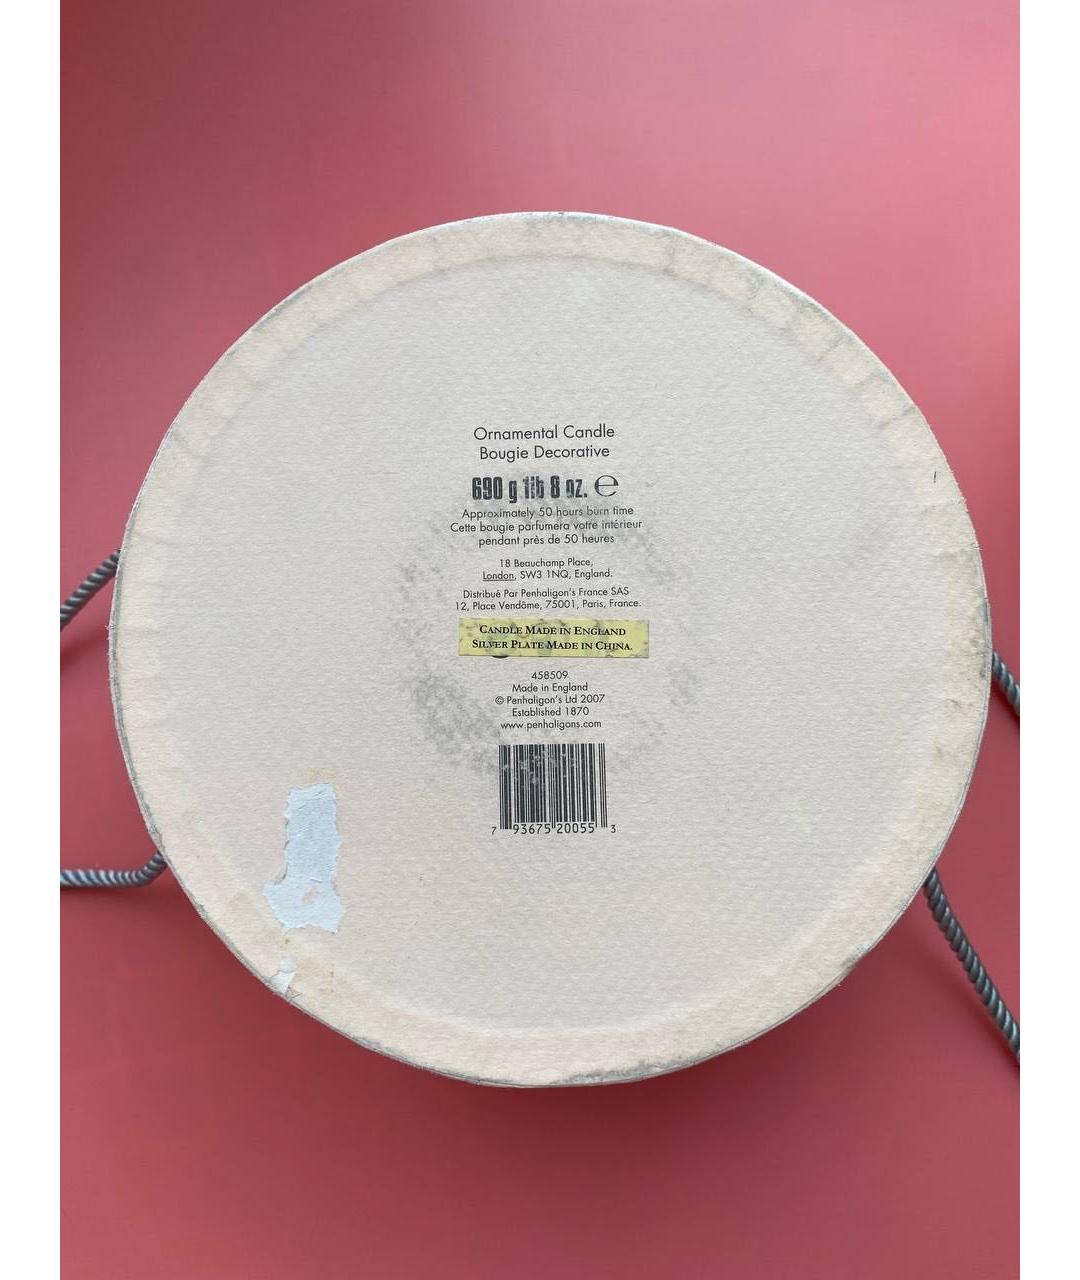 Ornamental Candle
Bougie Decorative
690 g 1lb 8 oz. ℮
Approximately 50 hours burn time
Cette bougie parfumera votre intérieur
pendant près de 50 heures
18 Beauchamp Place,
London, SW3 1NQ, England.
Distribué Par Penhaligon's France SAS
12, Place Vendôme, 75001, Paris, France.
CANDLE MADE IN ENGLAND
SILVER PLATE MADE IN CHINA.
458509
Made in England
© Penhaligon's Ltd 2007
Established 1870
www.penhaligons.com
7 93675 20055 3